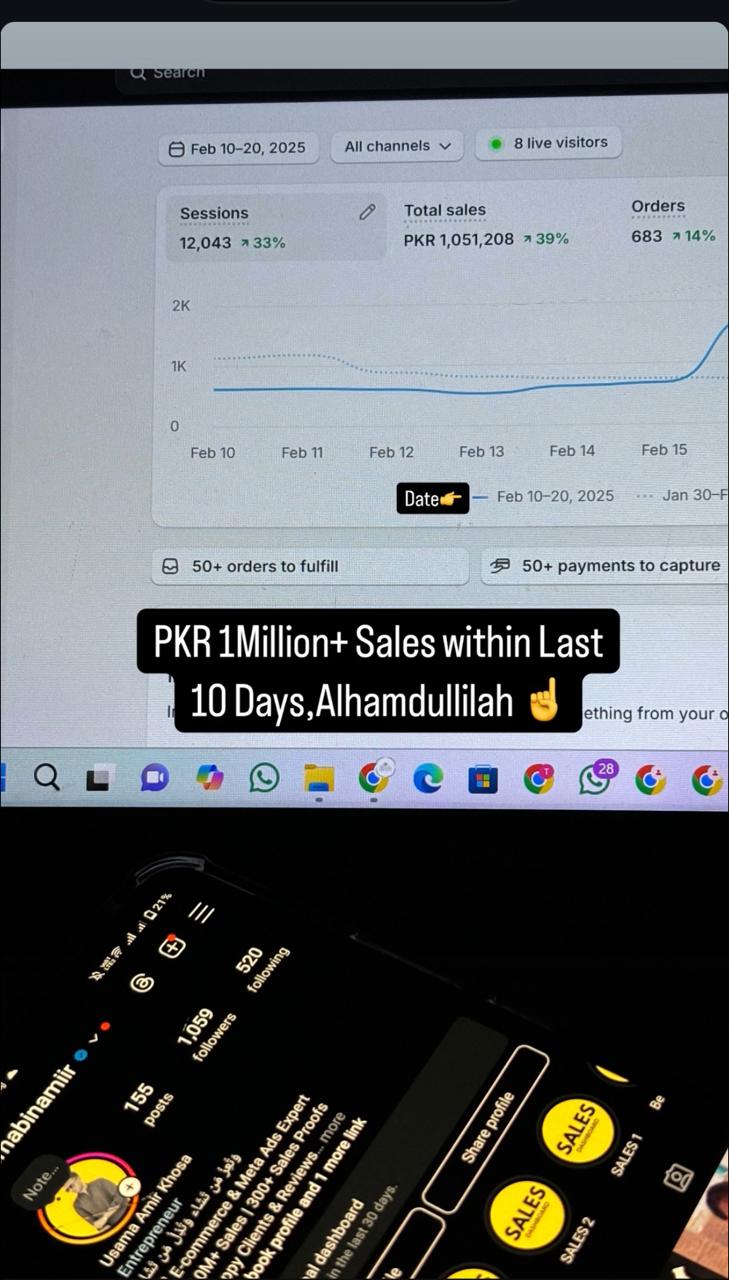 Search
Feb 10–20, 2025
All channels
8 live visitors
Sessions
12,043 ↗ 33%
Total sales
PKR 1,051,208 ↗ 39%
Orders
683 ↗ 14%
2K
1K
0
Feb 10 Feb 11 Feb 12 Feb 13 Feb 14 Feb 15
Date👉 Feb 10–20, 2025 Jan 30–F
50+ orders to fulfill
50+ payments to capture
PKR 1Million+ Sales within Last
10 Days,Alhamdullilah ☝
ething from your o
28
21%
nabinamiir
155
posts
1,059
followers
520
following
Note...
Usama Amir Khosa
Entrepreneur
E-commerce & Meta Ads Expert
0M+ Sales | 300+ Sales Proofs
ppy Clients & Reviews... more
book profile and 1 more link
al dashboard
in the last 30 days.
Share profile
SALES
DASHBOARD
SALES 1
SALES
DASHBOARD
SALES 2
Be